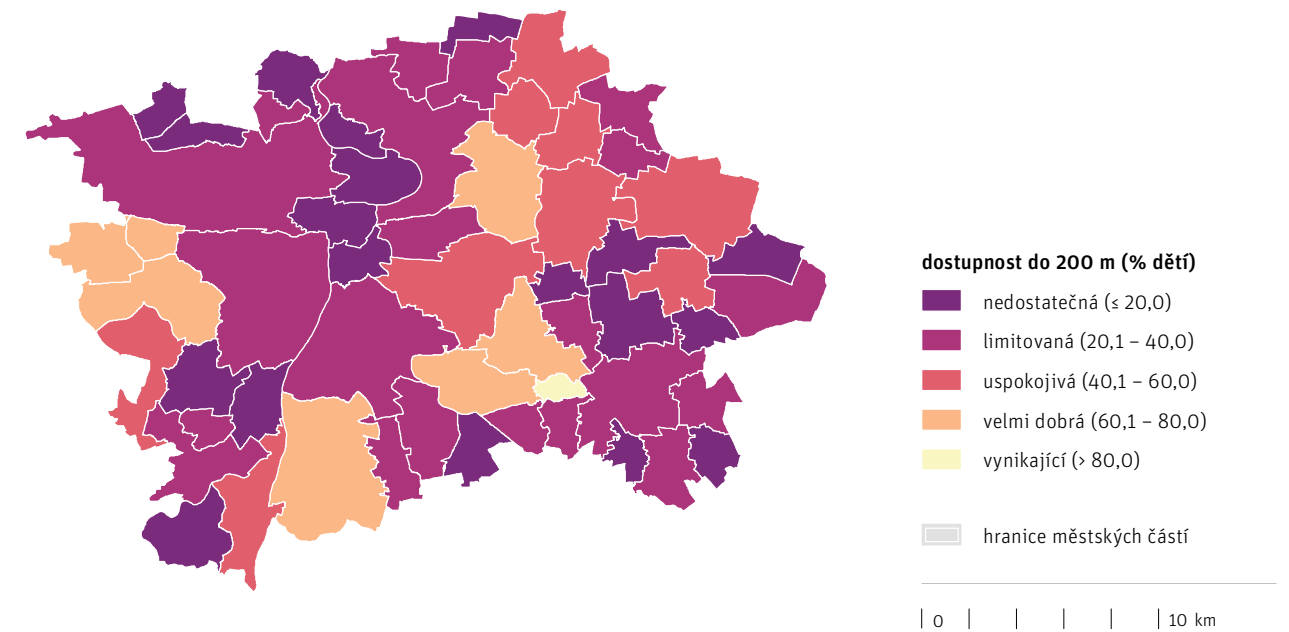 dostupnost do 200 m (% dětí)
nedostatečná (≤ 20,0)
limitovaná (20,1 – 40,0)
uspokojivá (40,1 – 60,0)
velmi dobrá (60,1 – 80,0)
vynikající (> 80,0)
hranice městských částí
0 10 km